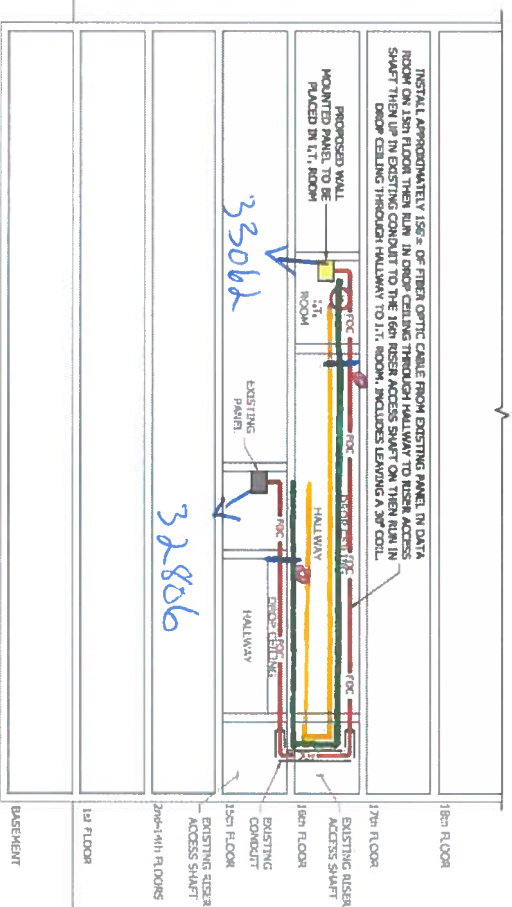 INSTALL APPROXIMATELY 156'± OF FIBER OPTIC CABLE FROM EXISTING PANEL IN DATA
ROOM ON 15th FLOOR THEN RUN IN DROP CEILING THROUGH HALLWAY TO RISER ACCESS
SHAFT THEN UP IN EXISTING CONDUIT TO THE 16th RISER ACCESS SHAFT ON THEN RUN IN
DROP CEILING THROUGH HALLWAY TO I.T. ROOM. INCLUDES LEAVING A 30' COIL.
18th FLOOR
17th FLOOR
PROPOSED WALL
MOUNTED PANEL TO BE
PLACED IN I.T. ROOM
FOC
FOC
FOC
FOC
DROP CEILING
I.T.
ROOM
HALLWAY
EXISTING RISER
ACCESS SHAFT
16th FLOOR
33062
EXISTING
PANEL
FOC
FOC
DROP CEILING
HALLWAY
EXISTING
CONDUIT
15th FLOOR
32806
EXISTING RISER
ACCESS SHAFT
2nd-14th FLOORS
1st FLOOR
BASEMENT